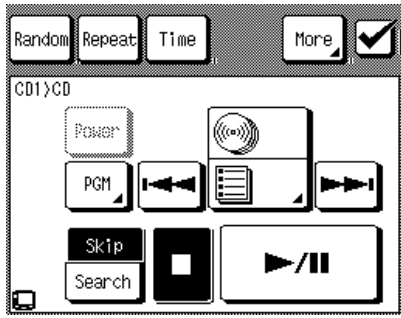 Random Repeat Time More
CD1>CD
Power
PGM
Skip
Search